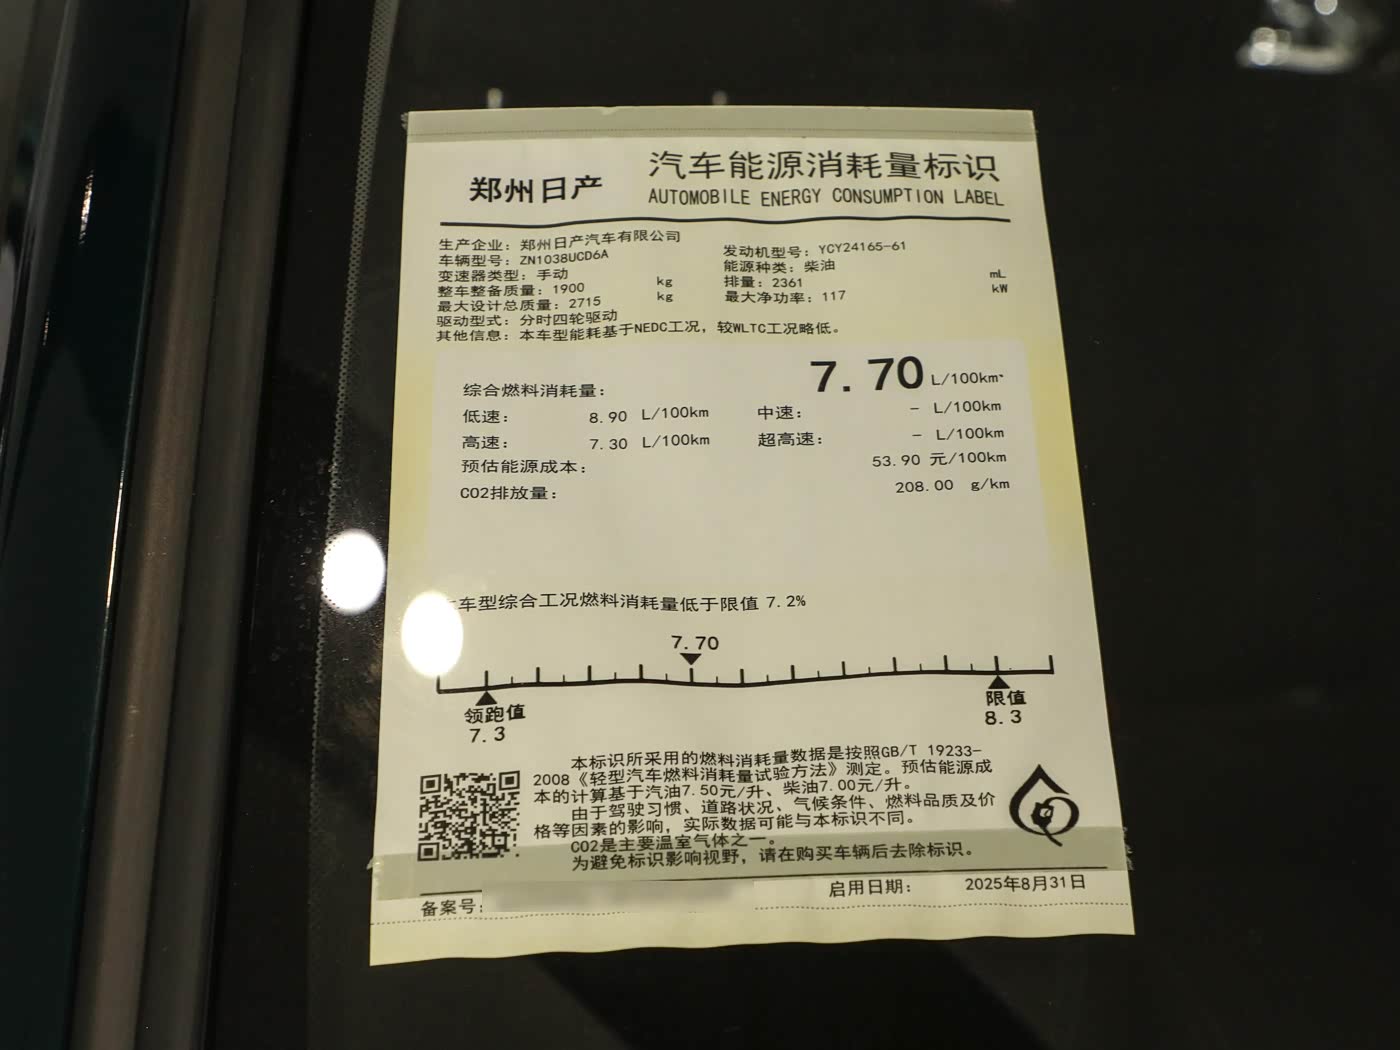 郑州日产
汽车能源消耗量标识
AUTOMOBILE ENERGY CONSUMPTION LABEL
生产企业：郑州日产汽车有限公司
车辆型号：ZN1038UCD6A
变速器类型：手动
整车整备质量：1900 kg
最大设计总质量：2715 kg
驱动型式：分时四轮驱动
其他信息：本车型能耗基于NEDC工况，较WLTC工况略低。
发动机型号：YCY24165-61
能源种类：柴油
排量：2361 mL
最大净功率：117 kW
综合燃料消耗量： 7.70 L/100km
低速： 8.90 L/100km 中速： - L/100km
高速： 7.30 L/100km 超高速： - L/100km
预估能源成本： 53.90 元/100km
CO2排放量： 208.00 g/km
车型综合工况燃料消耗量低于限值 7.2%
7.70
领跑值
7.3
限值
8.3
本标识所采用的燃料消耗量数据是按照GB/T 19233-
2008《轻型汽车燃料消耗量试验方法》测定。预估能源成
本的计算基于汽油7.50元/升、柴油7.00元/升。
由于驾驶习惯、道路状况、气候条件、燃料品质及价
格等因素的影响，实际数据可能与本标识不同。
CO2是主要温室气体之一。
为避免标识影响视野，请在购买车辆后去除标识。
备案号：
启用日期： 2025年8月31日